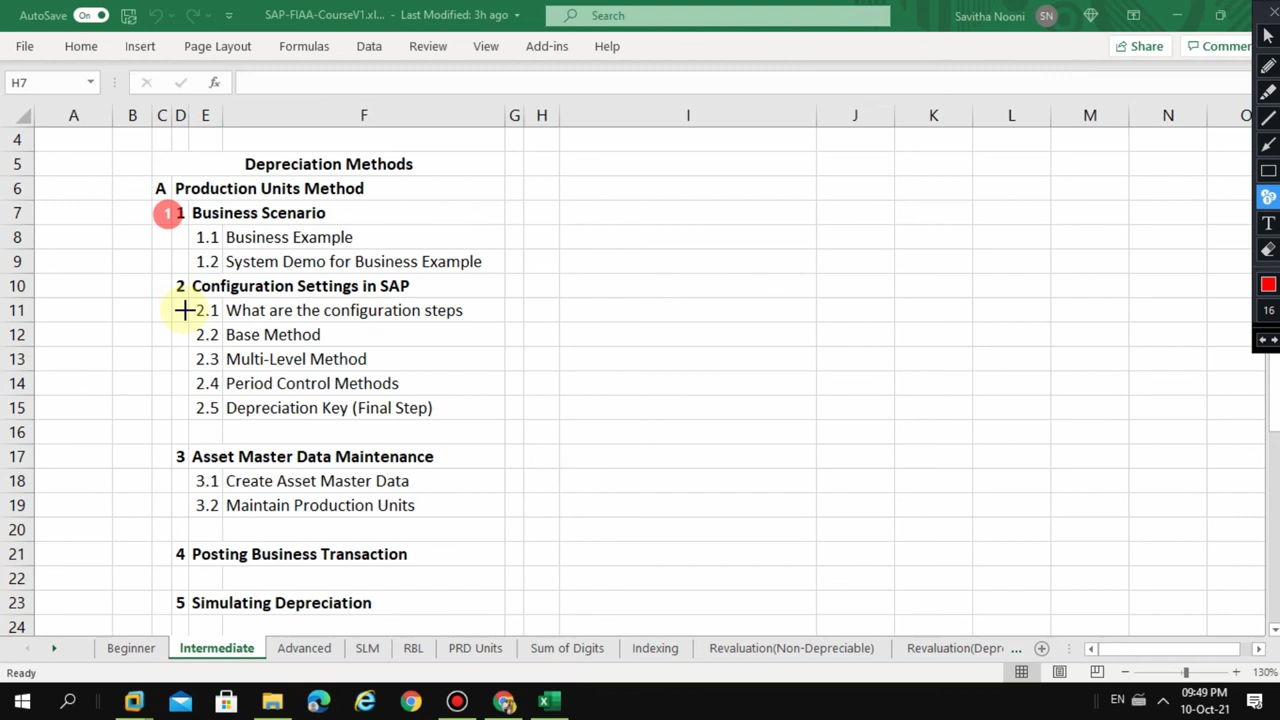 AutoSave On SAP-FIAA-CourseV1.xl... - Last Modified: 3h ago Search Savitha Nooni SN
File Home Insert Page Layout Formulas Data Review View Add-ins Help Share Commer
H7 fx
A B C D E F G H I J K L M N O
4
5 Depreciation Methods
6 A Production Units Method
7 1 1 Business Scenario
8 1.1 Business Example
9 1.2 System Demo for Business Example
10 2 Configuration Settings in SAP
11 2.1 What are the configuration steps
12 2.2 Base Method
13 2.3 Multi-Level Method
14 2.4 Period Control Methods
15 2.5 Depreciation Key (Final Step)
16
17 3 Asset Master Data Maintenance
18 3.1 Create Asset Master Data
19 3.2 Maintain Production Units
20
21 4 Posting Business Transaction
22
23 5 Simulating Depreciation
24
T
16
Beginner Intermediate Advanced SLM RBL PRD Units Sum of Digits Indexing Revaluation(Non-Depreciable) Revaluation(Depre ...
Ready 130%
EN 09:49 PM
10-Oct-21